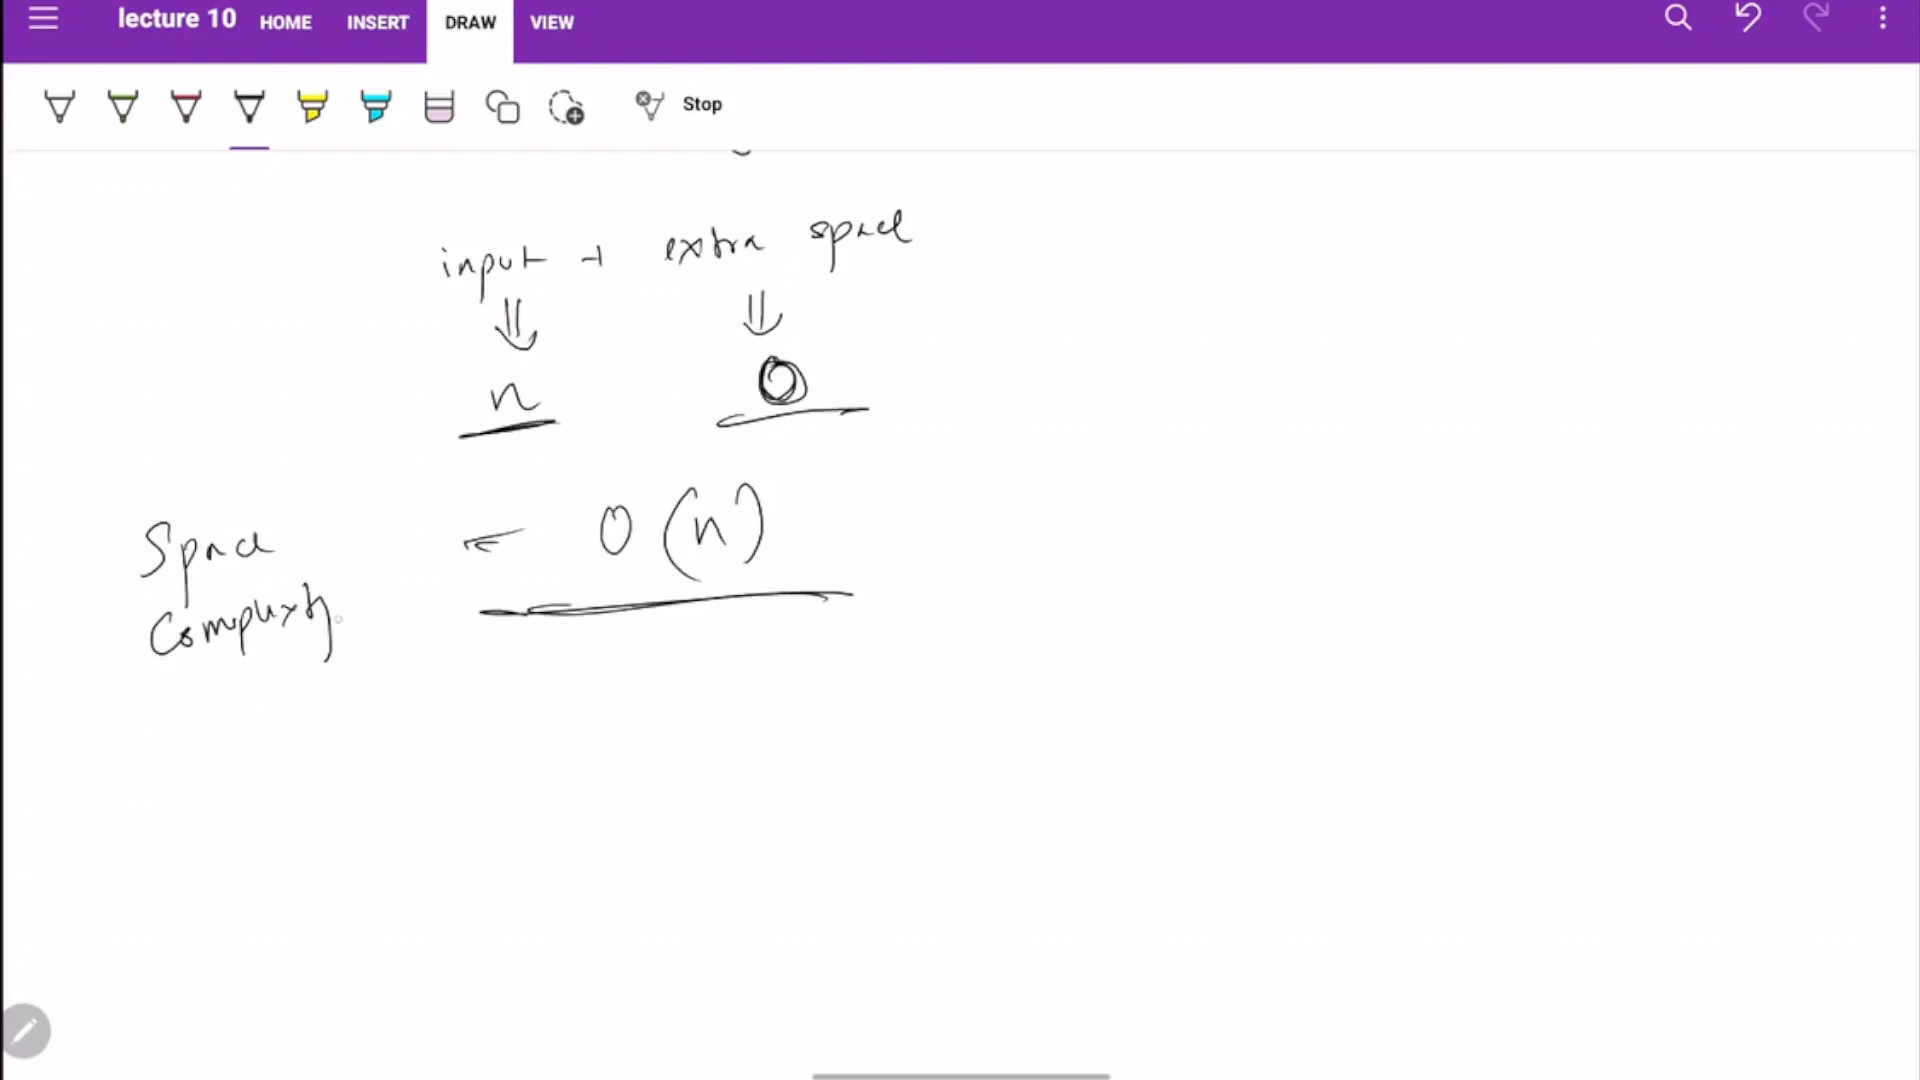 lecture 10 HOME INSERT DRAW VIEW
Stop
input + extra space
n 0
Space ← O(n)
Complexity